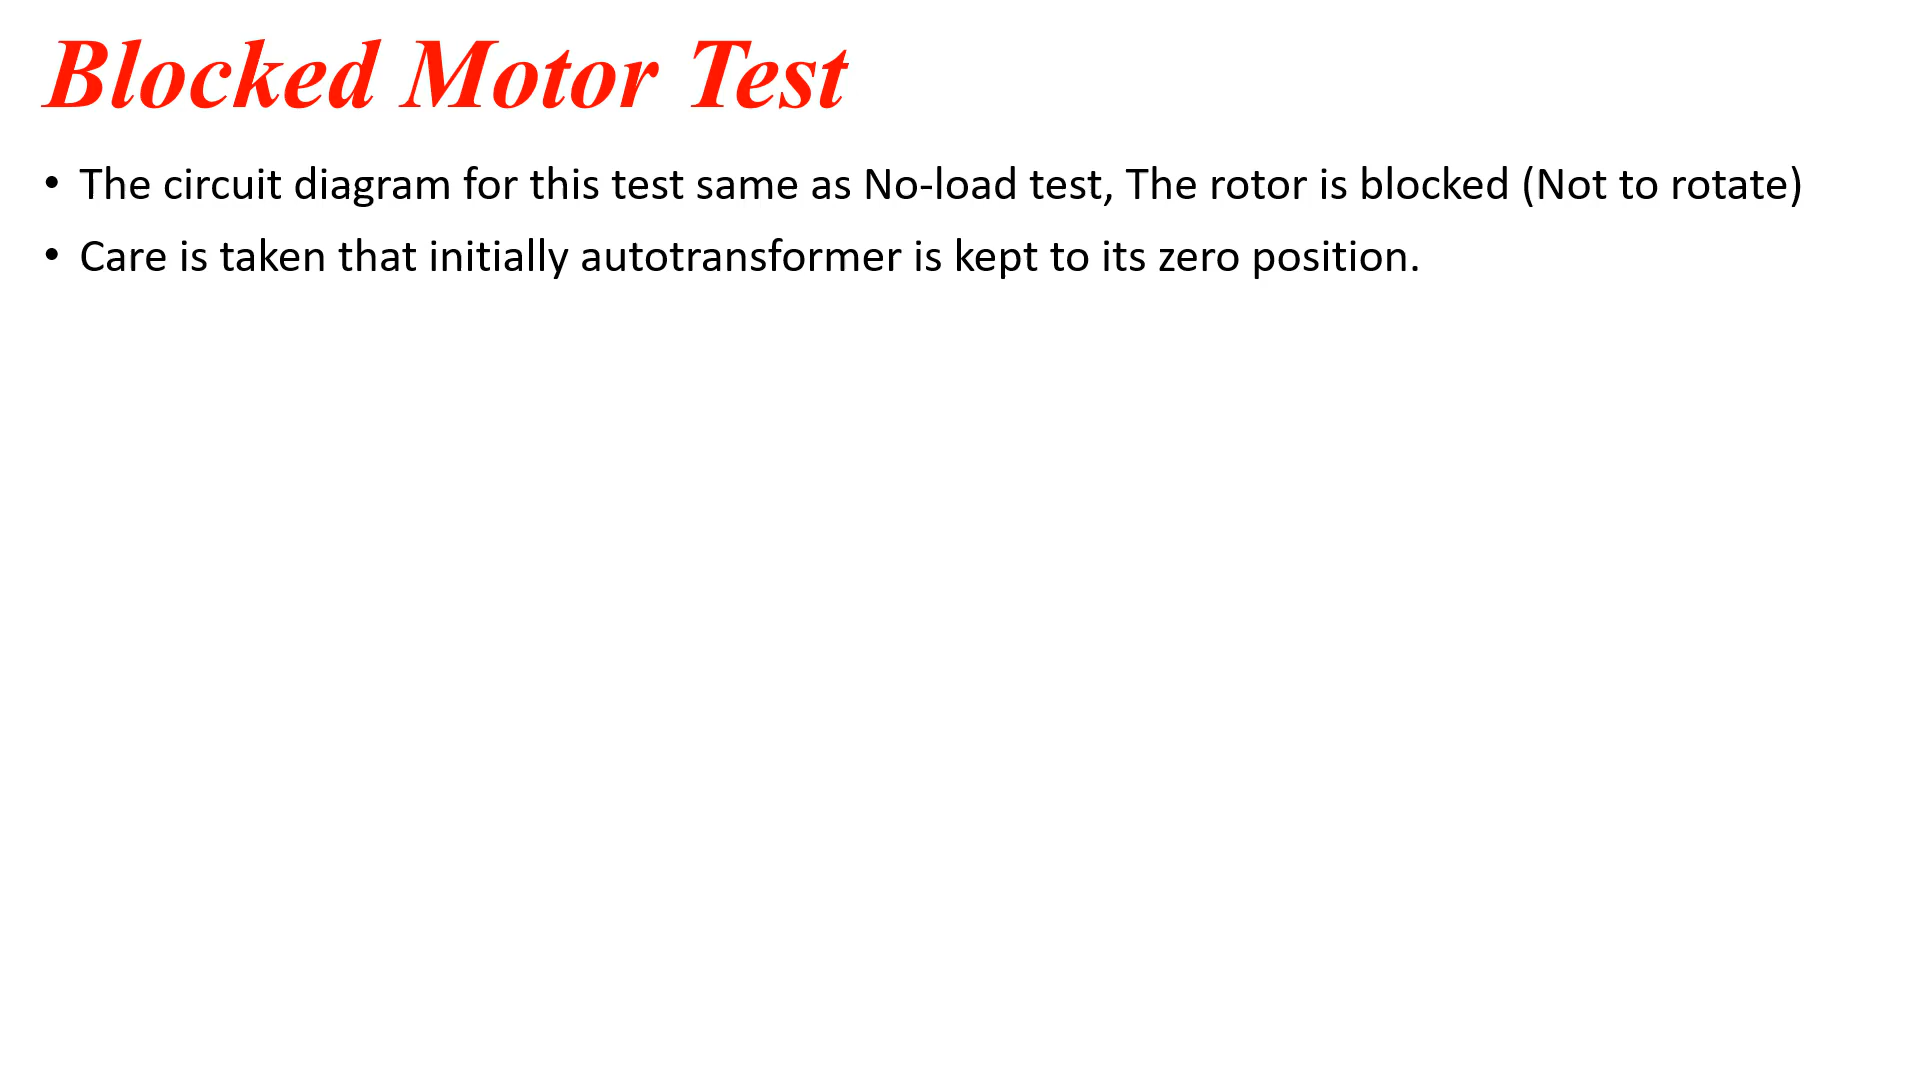 Blocked Motor Test
• The circuit diagram for this test same as No-load test, The rotor is blocked (Not to rotate)
• Care is taken that initially autotransformer is kept to its zero position.